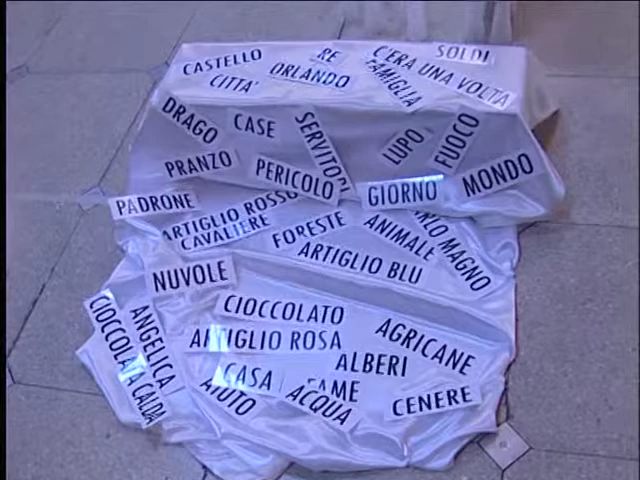 CASTELLO
RE
C'ERA UNA VOLTA
SOLDI
CITTA'
ORLANDO
FAMIGLIA
DRAGO
CASE
SERVITORI
LUPO
FUOCO
PRANZO
PERICOLO
GIORNO
MONDO
PADRONE
ARTIGLIO ROSSO
CAVALIERE
FORESTE
ANIMALE
MAGNO
ARTIGLIO BLU
NUVOLE
CIOCCOLATO
CIOCCOLATA CALDA
ANGELICA
ARTIGLIO ROSA
AGRICANE
ALBERI
CASA
FAME
AIUTO
ACQUA
CENERE